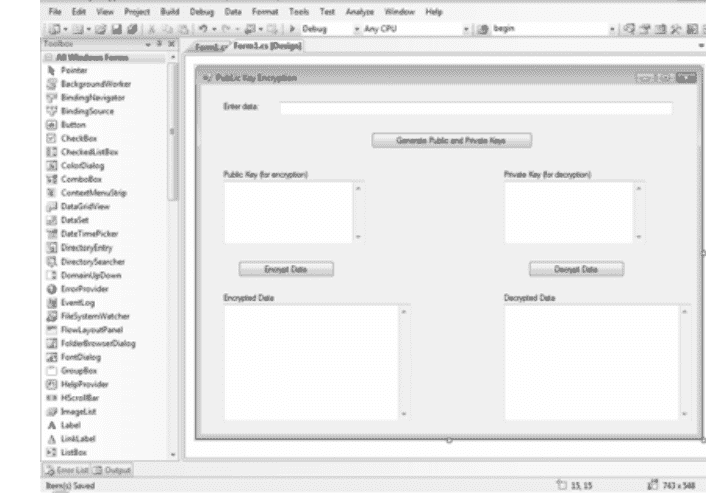 File Edit View Project Build Debug Data Format Tools Test Analyze Window Help
Debug Any CPU begin
Toolbox
Form1.cs Form1.cs [Design]
All Windows Forms
Pointer
BackgroundWorker
BindingNavigator
BindingSource
Button
CheckBox
CheckedListBox
ColorDialog
ComboBox
ContextMenuStrip
DataGridView
DataSet
DateTimePicker
DirectoryEntry
DirectorySearcher
DomainUpDown
ErrorProvider
EventLog
FileSystemWatcher
FlowLayoutPanel
FolderBrowserDialog
FontDialog
GroupBox
HelpProvider
HScrollBar
ImageList
Label
LinkLabel
ListBox
Public Key Encryption
Enter data:
Generate Public and Private Keys
Public Key (for encryption) Private Key (for decryption)
Encrypt Data Decrypt Data
Encrypted Data Decrypted Data
Error List Output
Item(s) Saved 15, 15 743 x 548